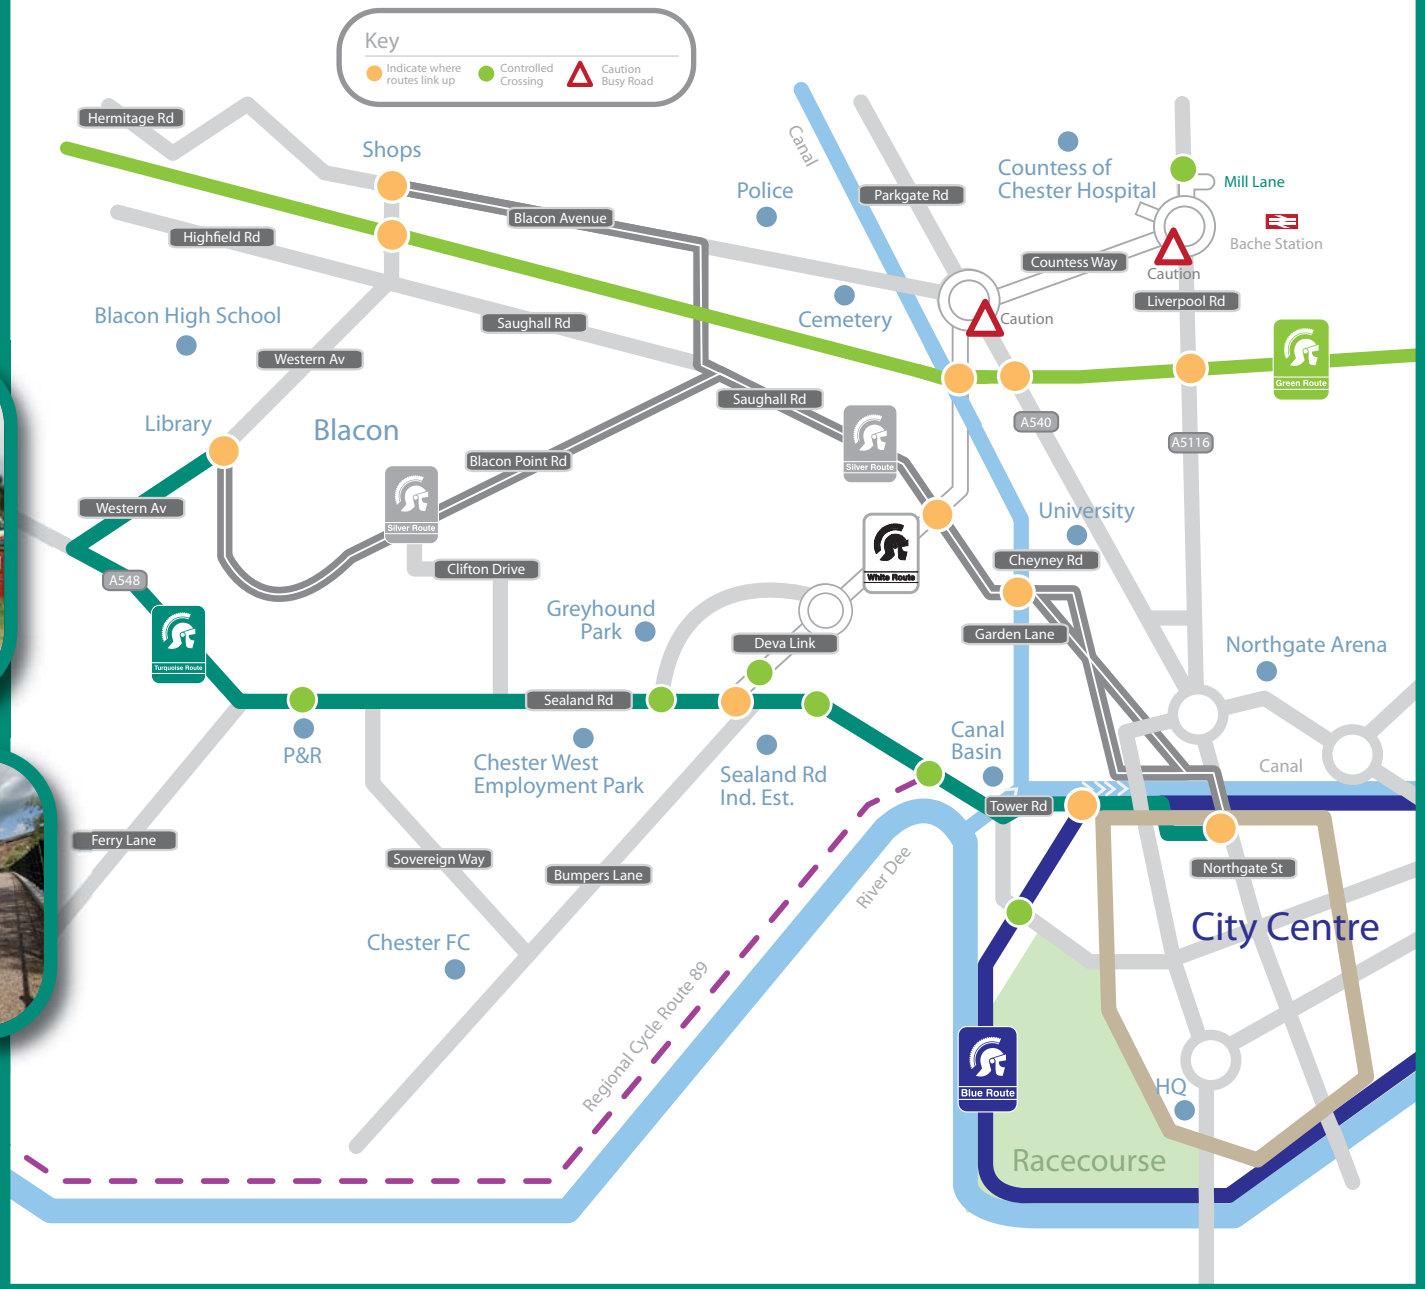 Key
Indicate where
routes link up
Controlled
Crossing
Caution
Busy Road
Hermitage Rd
Shops
Canal
Countess of
Chester Hospital
Mill Lane
Police
Parkgate Rd
Blacon Avenue
Highfield Rd
Bache Station
Countess Way
Caution
Liverpool Rd
Blacon High School
Saughall Rd
Cemetery
Caution
Western Av
Green Route
Saughall Rd
Library
Blacon
A540
A5116
Blacon Point Rd
Silver Route
Western Av
Silver Route
University
Cheyney Rd
White Route
Clifton Drive
A548
Greyhound
Park
Deva Link
Garden Lane
Northgate Arena
Turquoise Route
Sealand Rd
Canal
Basin
P&R
Chester West
Employment Park
Sealand Rd
Ind. Est.
Canal
Tower Rd
Ferry Lane
Sovereign Way
Bumpers Lane
River Dee
Northgate St
City Centre
Chester FC
Regional Cycle Route 89
Blue Route
HQ
Racecourse